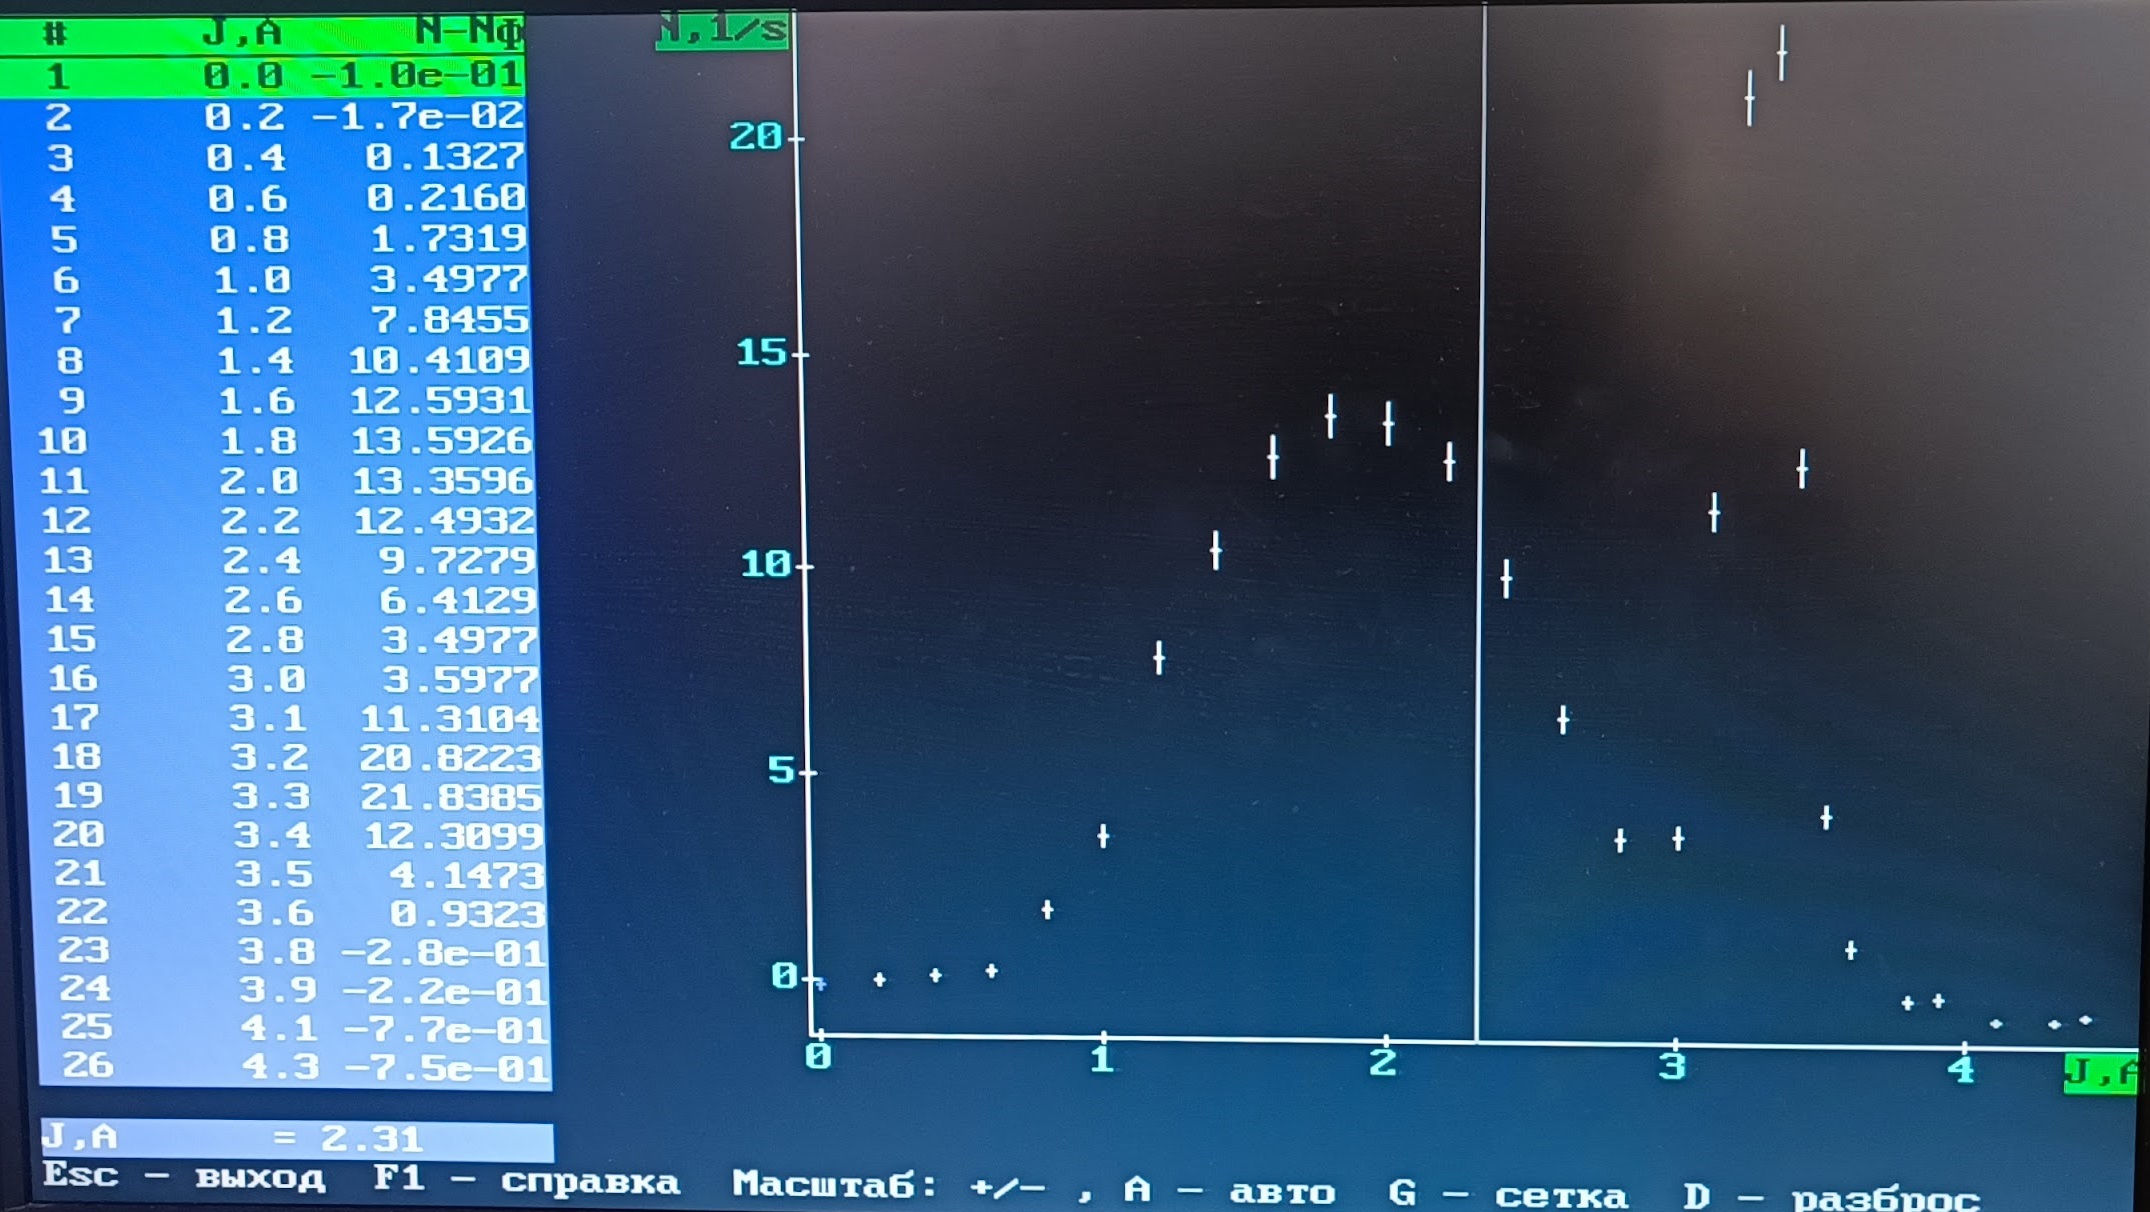 # J,A N-Nф
1 0.0 -1.0e-01
2 0.2 -1.7e-02
3 0.4 0.1327
4 0.6 0.2160
5 0.8 1.7319
6 1.0 3.4977
7 1.2 7.8455
8 1.4 10.4109
9 1.6 12.5931
10 1.8 13.5926
11 2.0 13.3596
12 2.2 12.4932
13 2.4 9.7279
14 2.6 6.4129
15 2.8 3.4977
16 3.0 3.5977
17 3.1 11.3104
18 3.2 20.8223
19 3.3 21.8385
20 3.4 12.3099
21 3.5 4.1473
22 3.6 0.9323
23 3.8 -2.8e-01
24 3.9 -2.2e-01
25 4.1 -7.7e-01
26 4.3 -7.5e-01
J,A = 2.31
N,1/s
20
15
10
5
0
0 1 2 3 4
J,A
Esc - выход F1 - справка Масштаб: +/- , A - авто G - сетка D - разброс